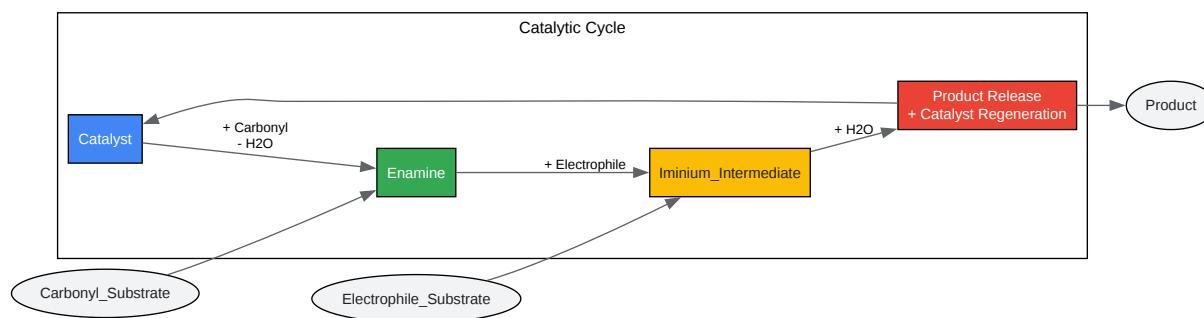 Catalytic Cycle
Product Release
+ Catalyst Regeneration
Product
Catalyst
+ Carbonyl
- H2O
+ H2O
Enamine
+ Electrophile
Iminium_Intermediate
Carbonyl_Substrate
Electrophile_Substrate